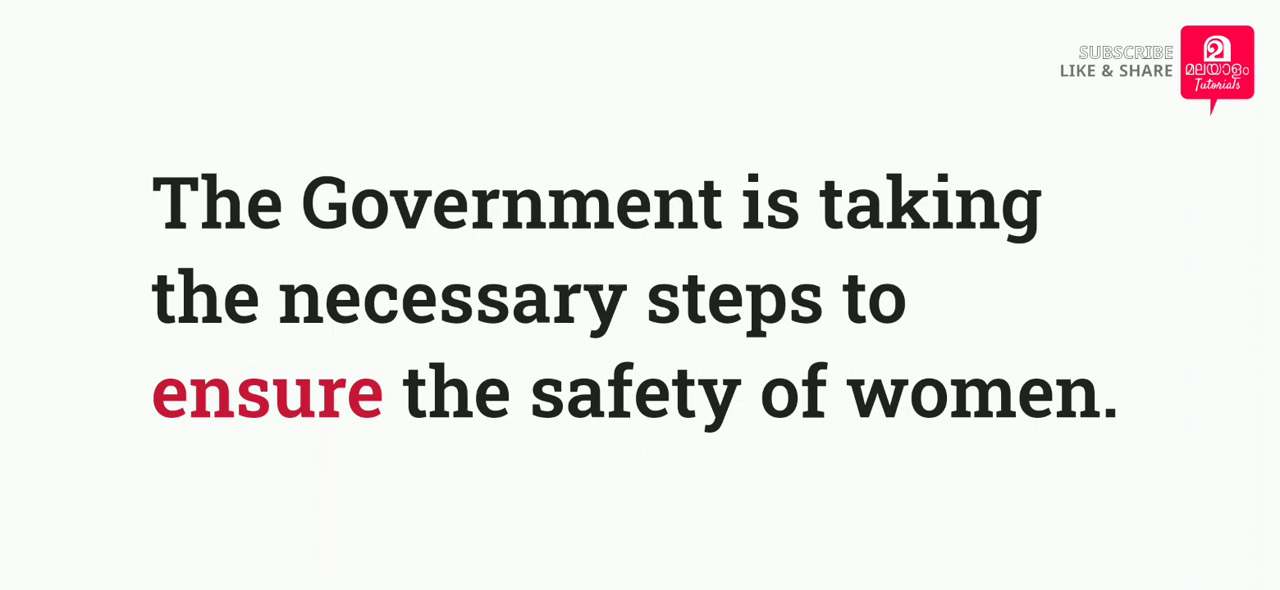 SUBSCRIBE
LIKE & SHARE
മ
മലയാളം
Tutorials
The Government is taking
the necessary steps to
ensure the safety of women.